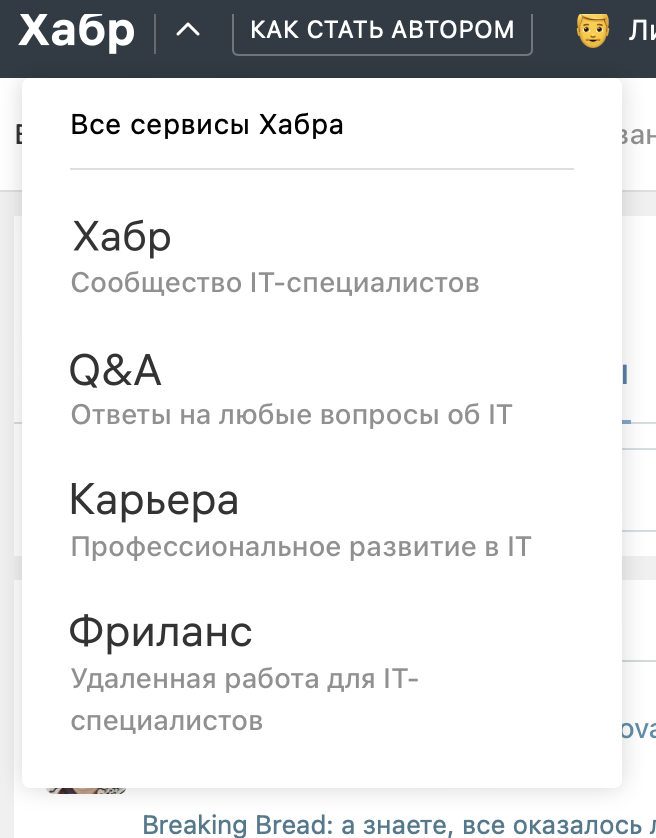 Хабр
КАК СТАТЬ АВТОРОМ
Все сервисы Хабра
Хабр
Сообщество IT-специалистов
Q&A
Ответы на любые вопросы об IT
Карьера
Профессиональное развитие в IT
Фриланс
Удаленная работа для IT-
специалистов
Breaking Bread: а знаете, все оказалось